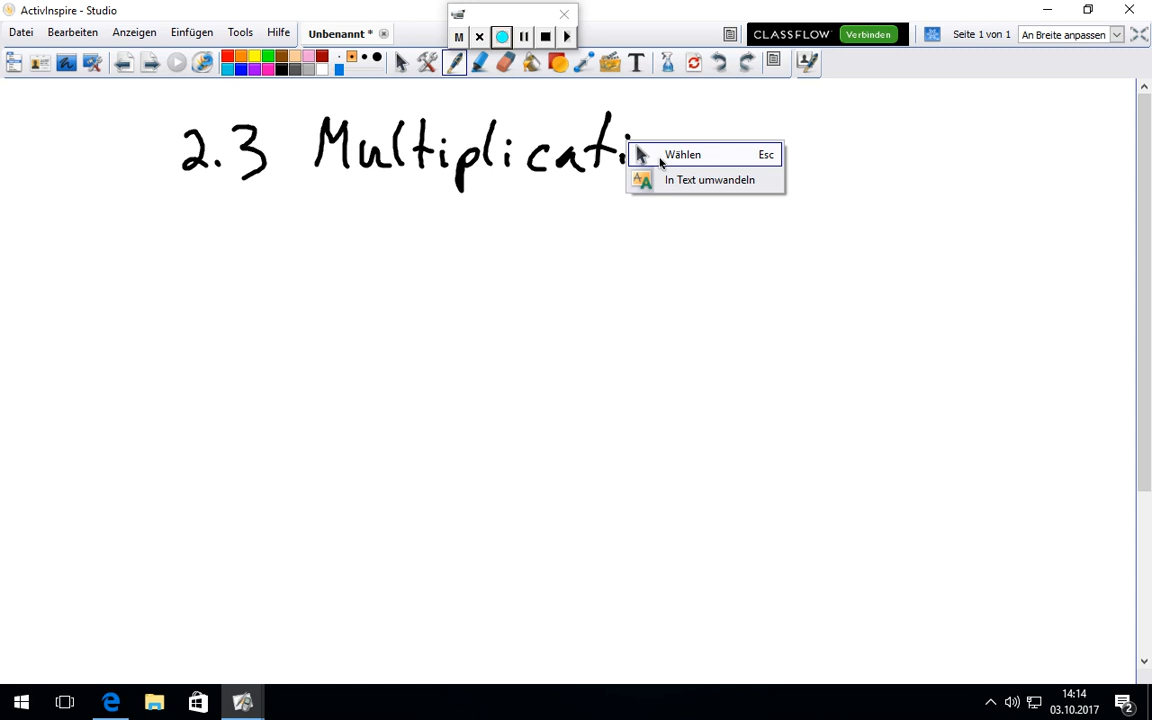 ActivInspire - Studio
Datei Bearbeiten Anzeigen Einfügen Tools Hilfe Unbenannt * M CLASSFLOW Verbinden Seite 1 von 1 An Breite anpassen
T
2.3 Multiplicati
Wählen Esc
In Text umwandeln
14:14
03.10.2017
2